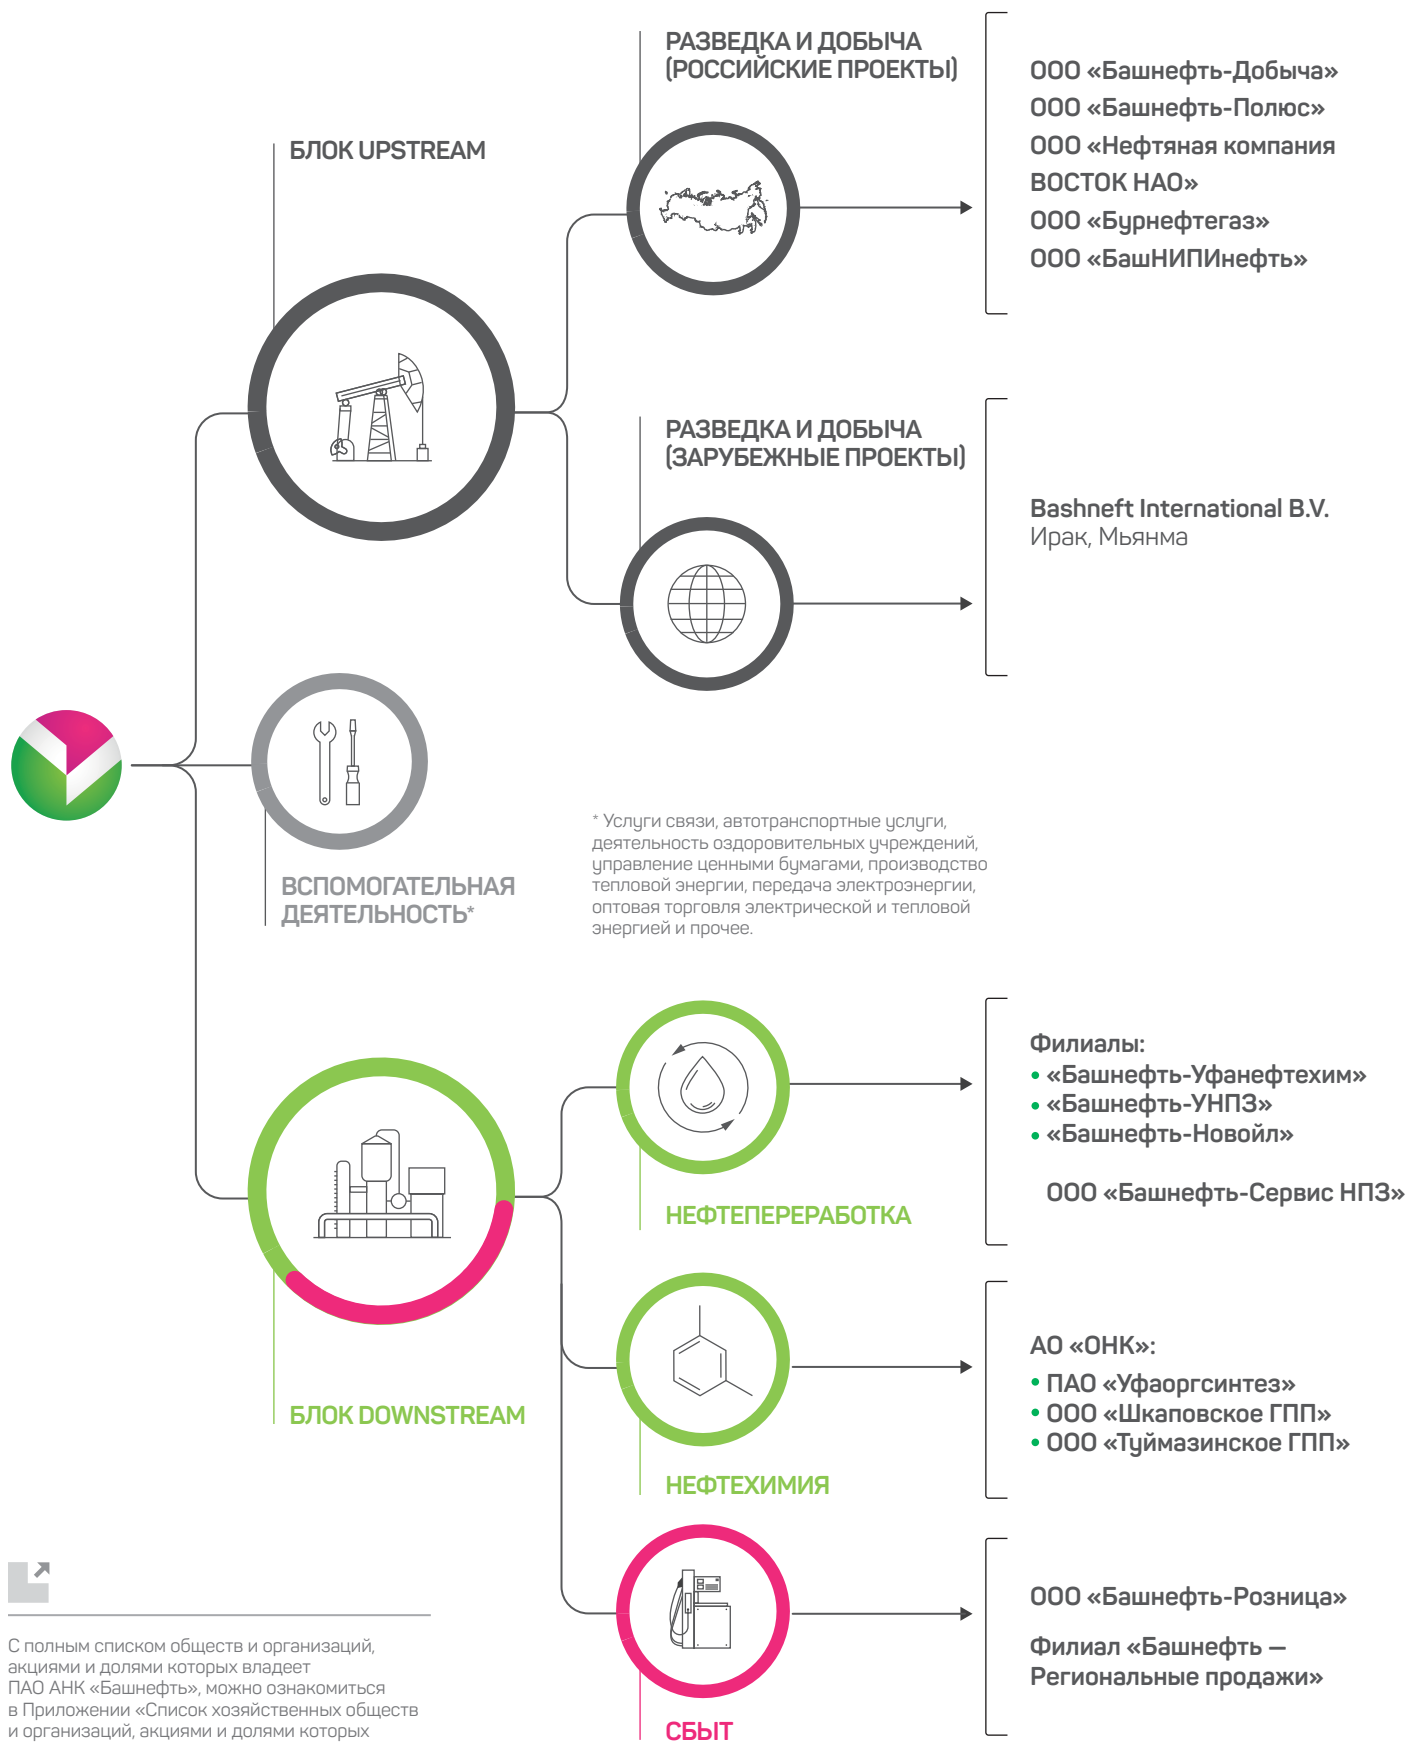 РАЗВЕДКА И ДОБЫЧА
(РОССИЙСКИЕ ПРОЕКТЫ)
ООО «Башнефть-Добыча»
ООО «Башнефть-Полюс»
ООО «Нефтяная компания
ВОСТОК НАО»
ООО «Бурнефтегаз»
ООО «БашНИПИнефть»
БЛОК UPSTREAM
РАЗВЕДКА И ДОБЫЧА
(ЗАРУБЕЖНЫЕ ПРОЕКТЫ)
Bashneft International B.V.
Ирак, Мьянма
ВСПОМОГАТЕЛЬНАЯ
ДЕЯТЕЛЬНОСТЬ*
* Услуги связи, автотранспортные услуги,
деятельность оздоровительных учреждений,
управление ценными бумагами, производство
тепловой энергии, передача электроэнергии,
оптовая торговля электрической и тепловой
энергией и прочее.
Филиалы:
• «Башнефть-Уфанефтехим»
• «Башнефть-УНПЗ»
• «Башнефть-Новойл»
ООО «Башнефть-Сервис НПЗ»
НЕФТЕПЕРЕРАБОТКА
БЛОК DOWNSTREAM
АО «ОНК»:
• ПАО «Уфаоргсинтез»
• ООО «Шкаповское ГПП»
• ООО «Туймазинское ГПП»
НЕФТЕХИМИЯ
ООО «Башнефть-Розница»
Филиал «Башнефть —
Региональные продажи»
СБЫТ
С полным списком обществ и организаций,
акциями и долями которых владеет
ПАО АНК «Башнефть», можно ознакомиться
в Приложении «Список хозяйственных обществ
и организаций, акциями и долями которых